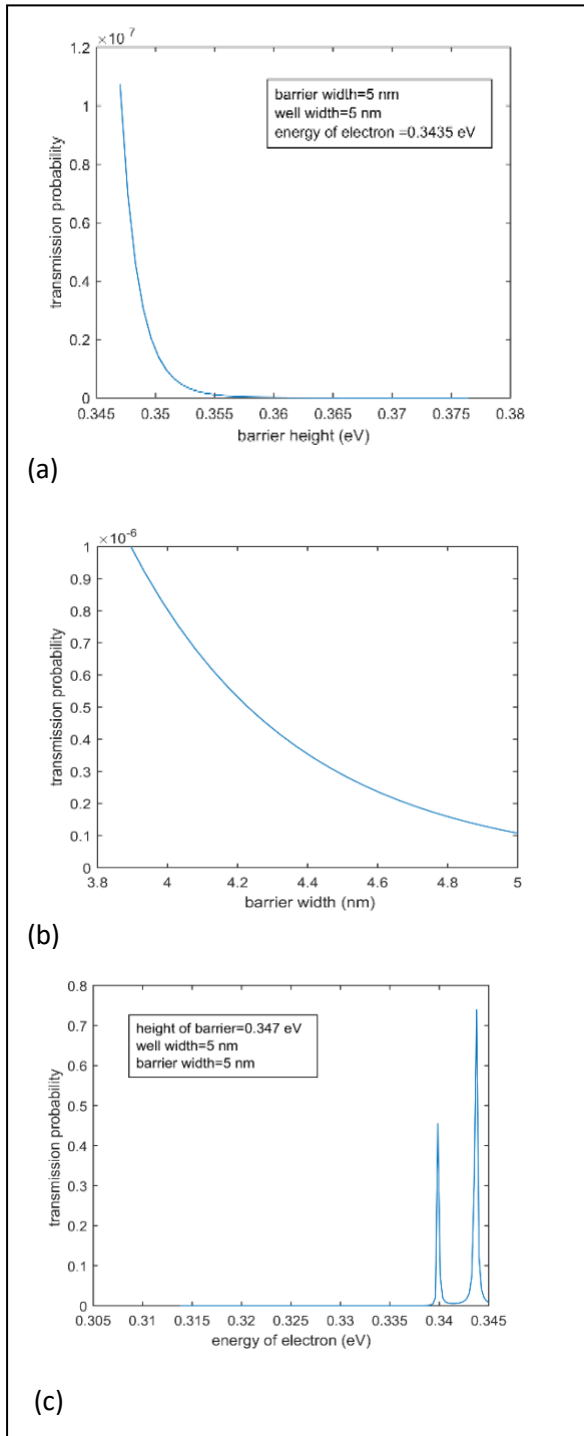 ×10^7
1.2
1
0.8
0.6
0.4
0.2
0
transmission probability
barrier width=5 nm
well width=5 nm
energy of electron =0.3435 eV
0.345 0.35 0.355 0.36 0.365 0.37 0.375 0.38
barrier height (eV)
(a)
×10^-6
1
0.9
0.8
0.7
0.6
0.5
0.4
0.3
0.2
0.1
0
transmission probability
3.8 4 4.2 4.4 4.6 4.8 5
barrier width (nm)
(b)
0.8
0.7
0.6
0.5
0.4
0.3
0.2
0.1
0
transmission probability
height of barrier=0.347 eV
well width=5 nm
barrier width=5 nm
0.305 0.31 0.315 0.32 0.325 0.33 0.335 0.34 0.345
energy of electron (eV)
(c)